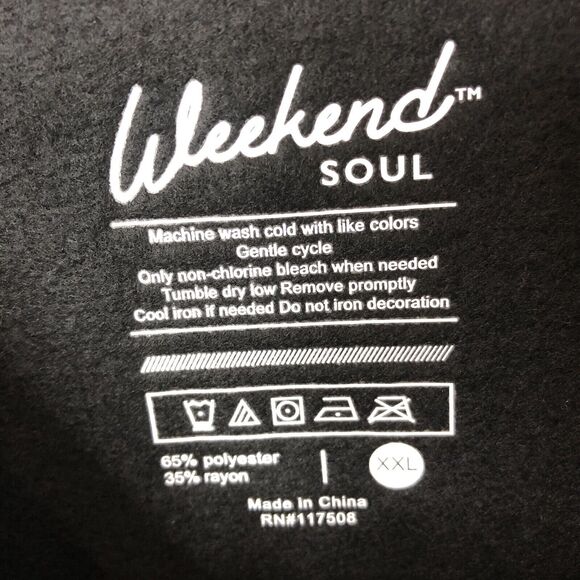 Weekend™
SOUL
Machine wash cold with like colors
Gentle cycle
Only non-chlorine bleach when needed
Tumble dry low Remove promptly
Cool iron if needed Do not iron decoration
65% polyester
35% rayon
XXL
Made In China
RN#117508